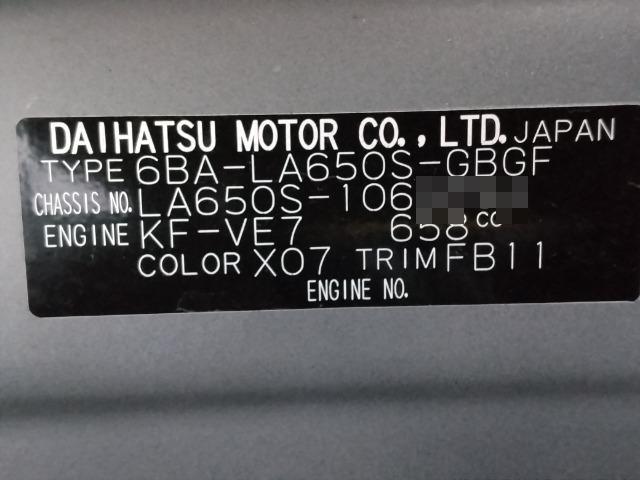 DAIHATSU MOTOR CO., LTD. JAPAN
TYPE 6BA-LA650S-GBGF
CHASSIS NO. LA650S-106
ENGINE KF-VE7 658 CC
COLOR X07 TRIM FB11
ENGINE NO.